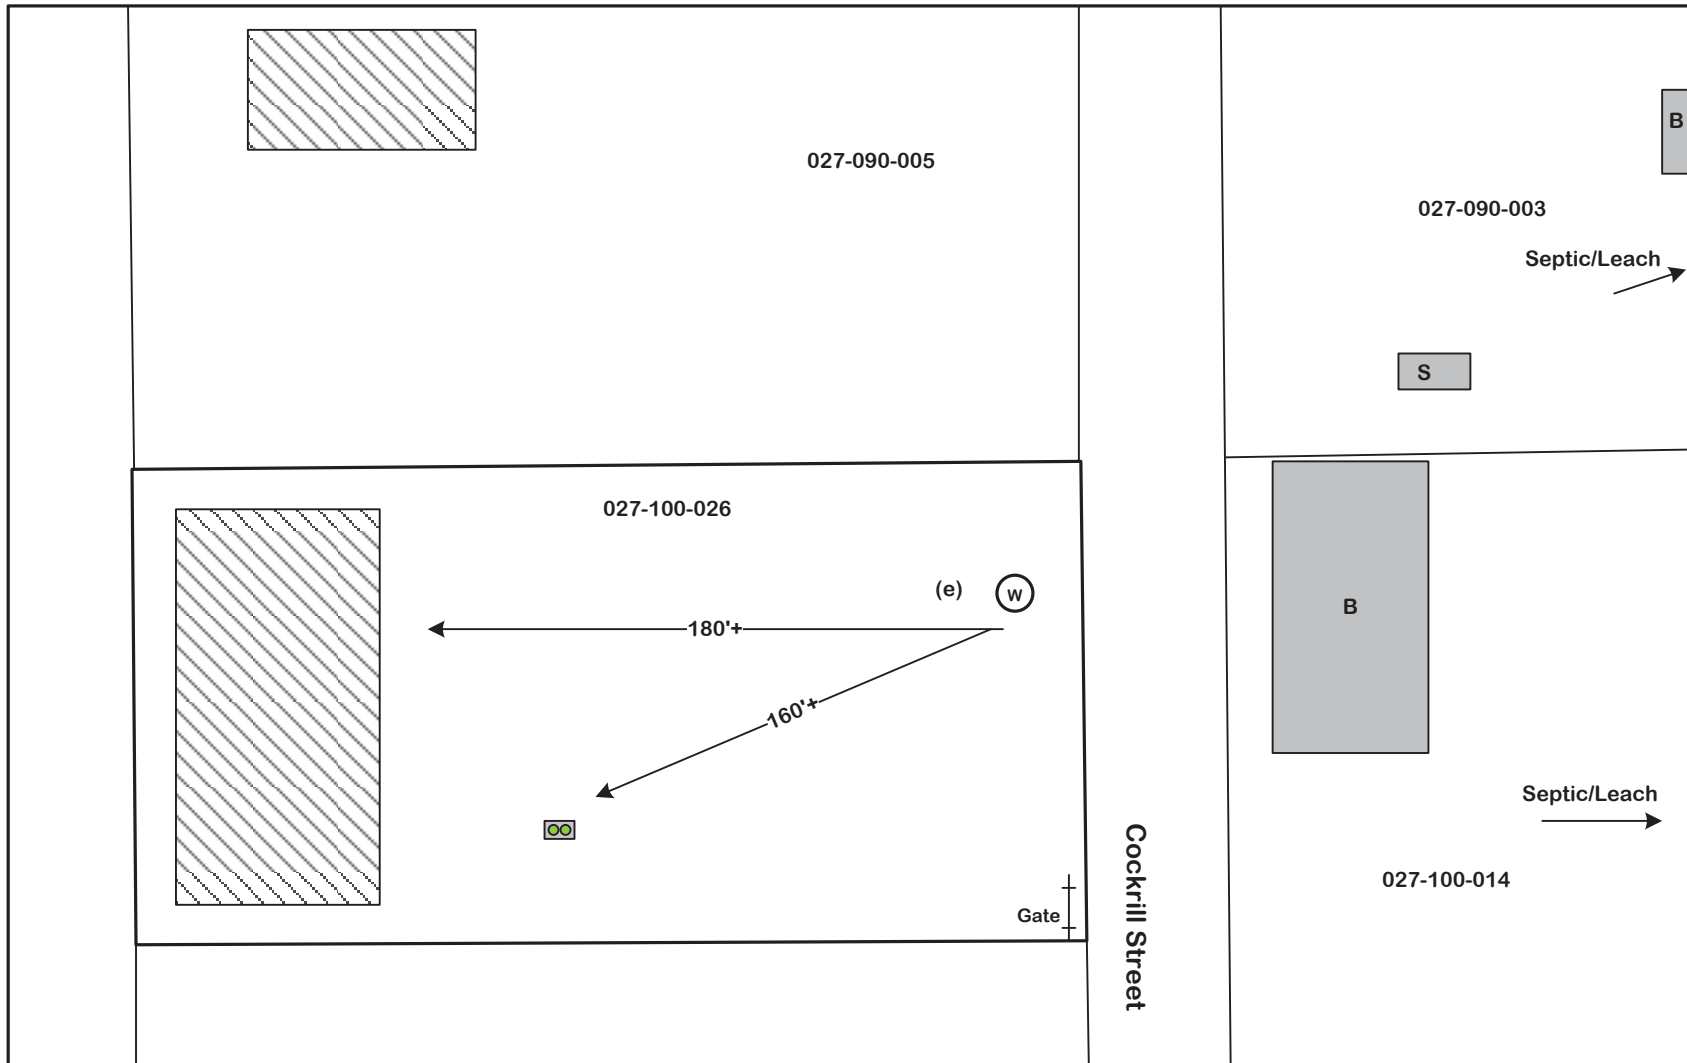 B
027-090-005
027-090-003
Septic/Leach
S
027-100-026
(e)
W
B
180'+
160'+
Septic/Leach
Cockrill Street
027-100-014
Gate